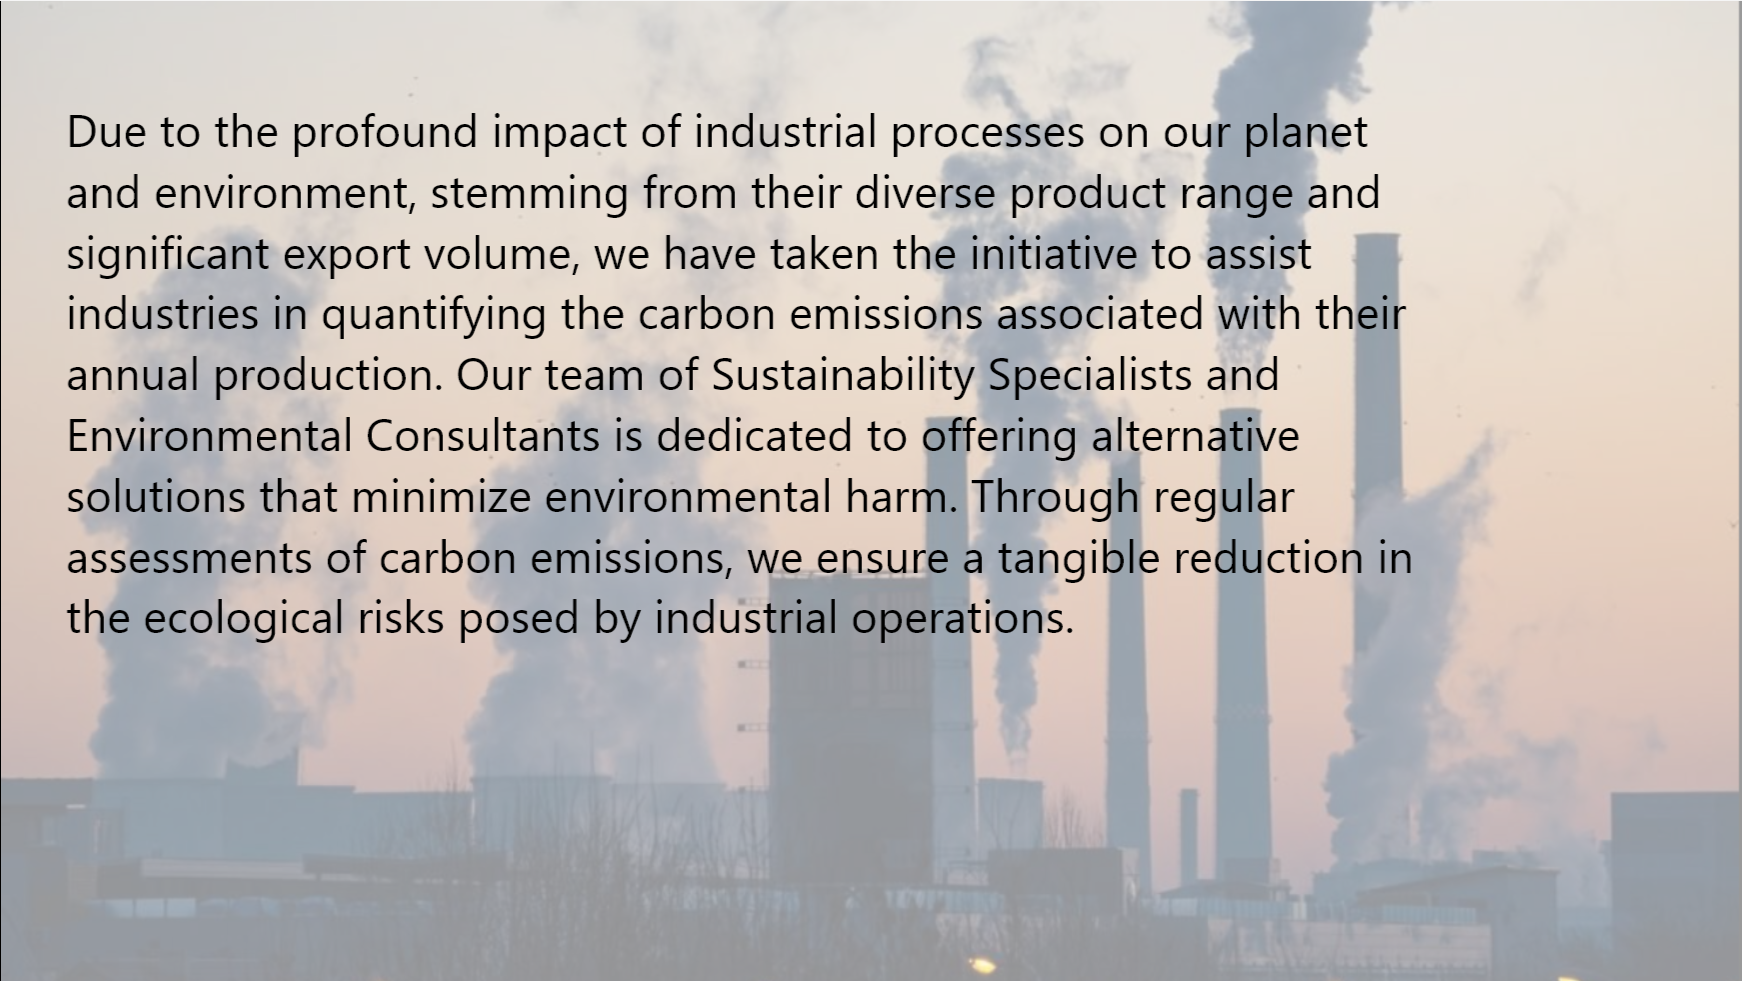 Due to the profound impact of industrial processes on our planet
and environment, stemming from their diverse product range and
significant export volume, we have taken the initiative to assist
industries in quantifying the carbon emissions associated with their
annual production. Our team of Sustainability Specialists and
Environmental Consultants is dedicated to offering alternative
solutions that minimize environmental harm. Through regular
assessments of carbon emissions, we ensure a tangible reduction in
the ecological risks posed by industrial operations.